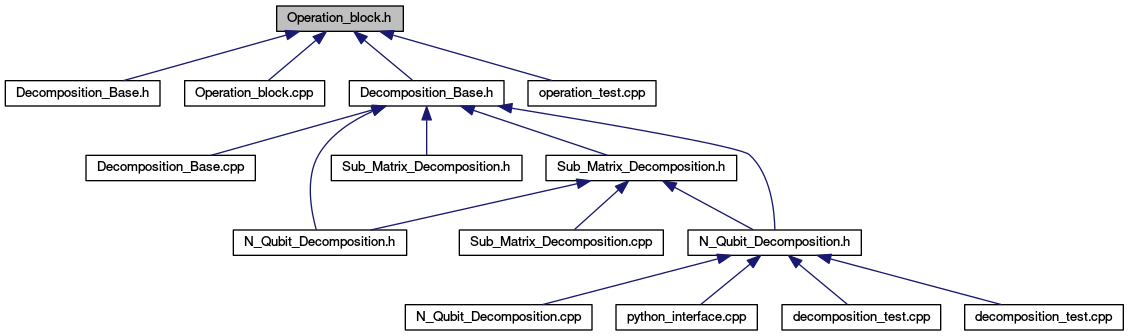 Operation_block.h
Decomposition_Base.h
Operation_block.cpp
Decomposition_Base.h
operation_test.cpp
Decomposition_Base.cpp
Sub_Matrix_Decomposition.h
Sub_Matrix_Decomposition.h
N_Qubit_Decomposition.h
Sub_Matrix_Decomposition.cpp
N_Qubit_Decomposition.h
N_Qubit_Decomposition.cpp
python_interface.cpp
decomposition_test.cpp
decomposition_test.cpp